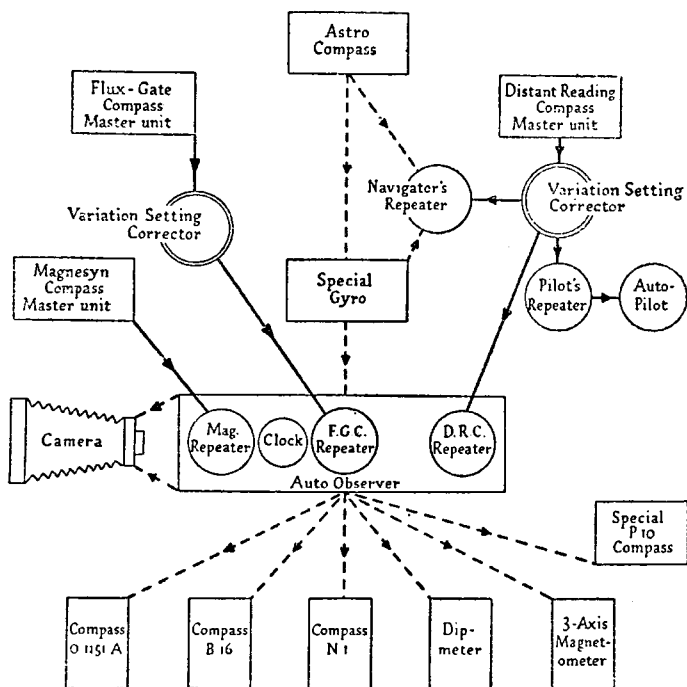 Astro
Compass
Flux-Gate
Compass
Master unit
Distant Reading
Compass
Master unit
Navigator's
Repeater
Variation Setting
Corrector
Variation Setting
Corrector
Magnesyn
Compass
Master unit
Special
Gyro
Pilot's
Repeater
Auto-
Pilot
Camera
Mag.
Repeater
Clock
F.G.C.
Repeater
D.R.C.
Repeater
Auto Observer
Special
P 10
Compass
Compass
O 1151 A
Compass
B 16
Compass
N 1
Dip-
meter
3-Axis
Magnet-
ometer